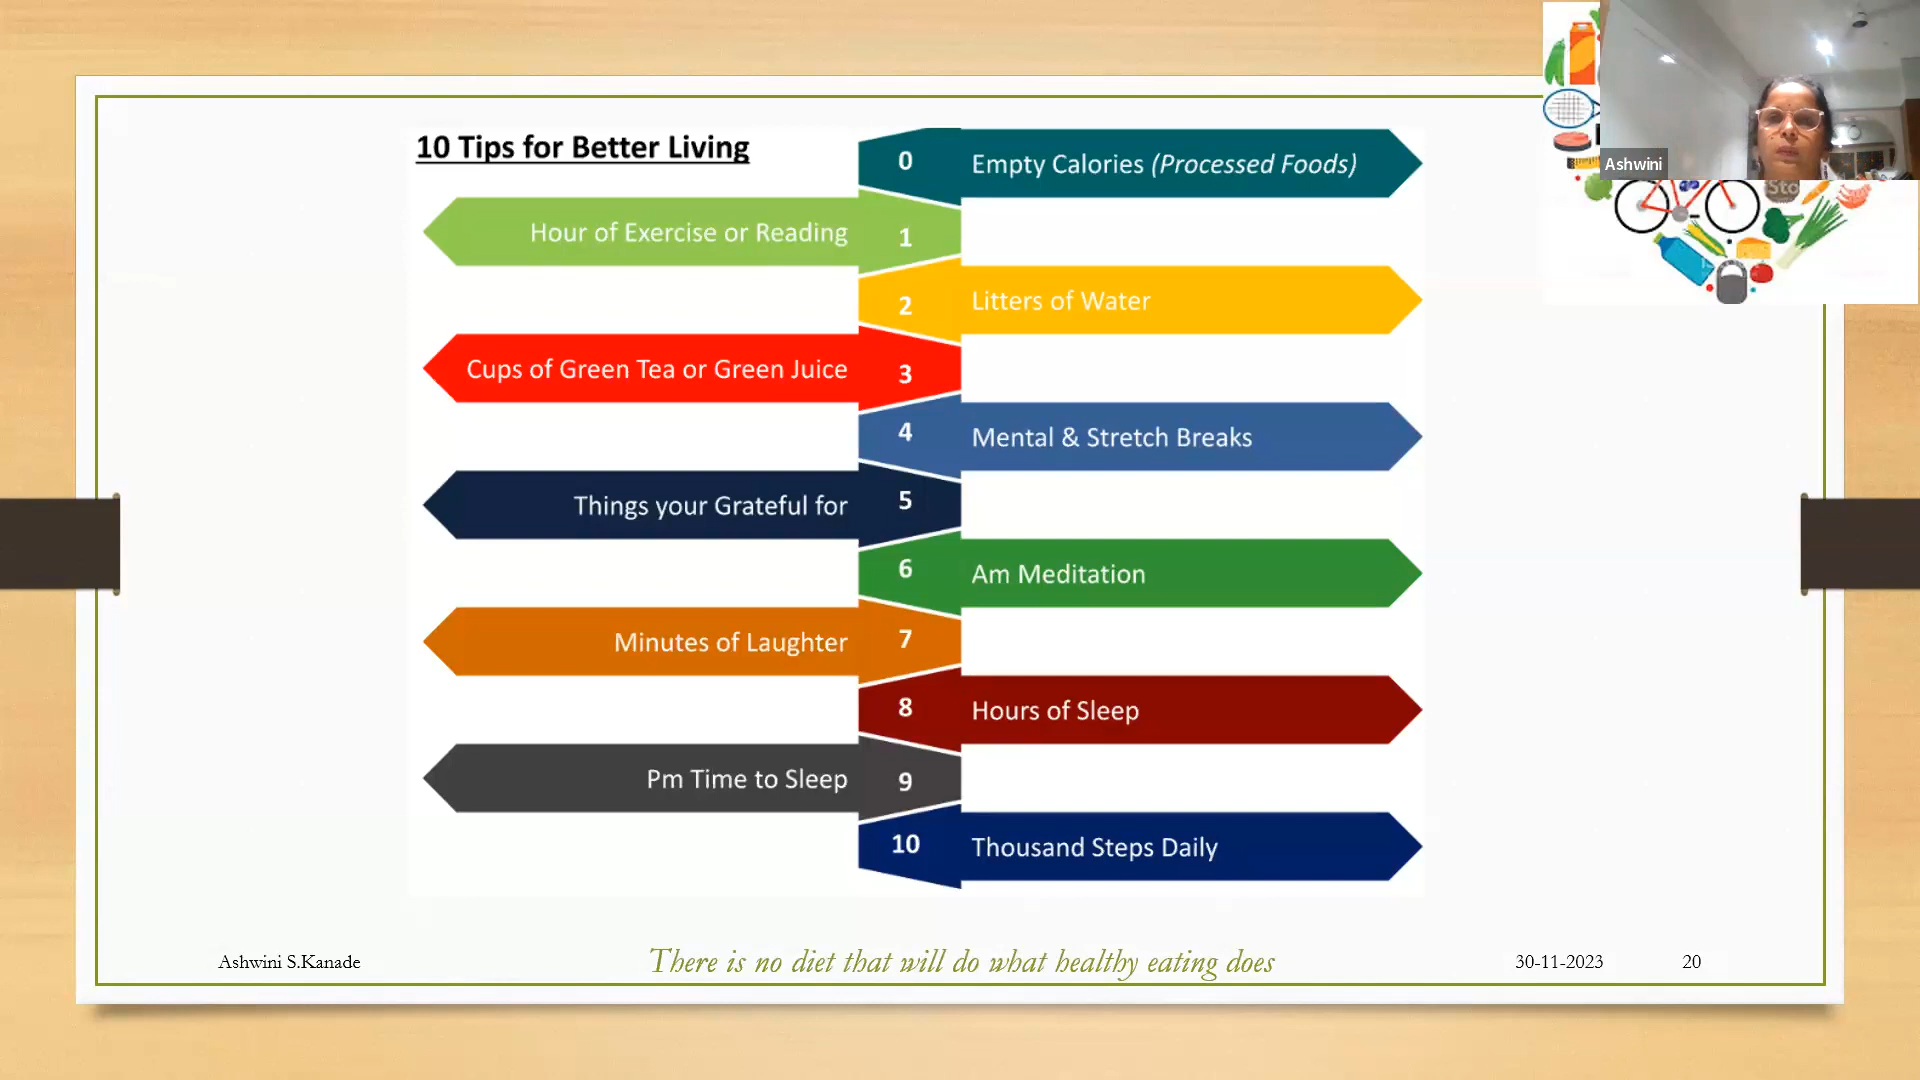 10 Tips for Better Living
0 Empty Calories (Processed Foods)
Hour of Exercise or Reading 1
2 Litters of Water
Cups of Green Tea or Green Juice 3
4 Mental & Stretch Breaks
Things your Grateful for 5
6 Am Meditation
Minutes of Laughter 7
8 Hours of Sleep
Pm Time to Sleep 9
10 Thousand Steps Daily
Ashwini
Ashwini S.Kanade
There is no diet that will do what healthy eating does
30-11-2023
20